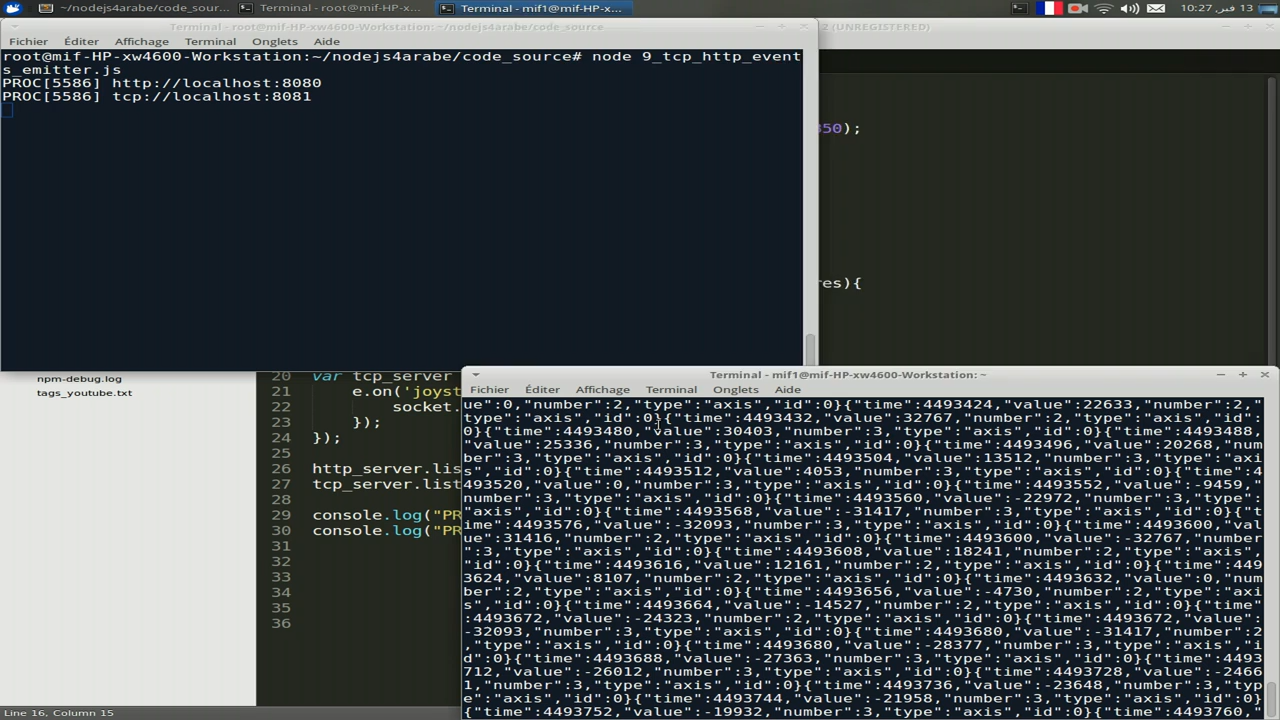 ~/nodejs4arabe/code_sour...
Terminal - root@mif-HP-x...
Terminal - mif1@mif-HP-x...
13 فبر, 10:27
Terminal - root@mif-HP-xw4600-Workstation: ~/nodejs4arabe/code_source
2 (UNREGISTERED)
Fichier Éditer Affichage Terminal Onglets Aide
root@mif-HP-xw4600-Workstation:~/nodejs4arabe/code_source# node 9_tcp_http_event
s_emitter.js
PROC[5586] http://localhost:8080
PROC[5586] tcp://localhost:8081
350);
res){
npm-debug.log
tags_youtube.txt
20 var tcp_server
21 e.on('joyst
22 socket.
23 });
24 });
25
26 http_server.lis
27 tcp_server.list
28
29 console.log("PR
30 console.log("PR
31
32
33
34
35
36
Terminal - mif1@mif-HP-xw4600-Workstation: ~
Fichier Éditer Affichage Terminal Onglets Aide
ue":0,"number":2,"type":"axis","id":0}{"time":4493424,"value":22633,"number":2,"
type":"axis","id":0}{"time":4493432,"value":32767,"number":2,"type":"axis","id":
0}{"time":4493480,"value":30403,"number":3,"type":"axis","id":0}{"time":4493488,
"value":25336,"number":3,"type":"axis","id":0}{"time":4493496,"value":20268,"num
ber":3,"type":"axis","id":0}{"time":4493504,"value":13512,"number":3,"type":"axi
s","id":0}{"time":4493512,"value":4053,"number":3,"type":"axis","id":0}{"time":4
493520,"value":0,"number":3,"type":"axis","id":0}{"time":4493552,"value":-9459,"
number":3,"type":"axis","id":0}{"time":4493560,"value":-22972,"number":3,"type":
"axis","id":0}{"time":4493568,"value":-31417,"number":3,"type":"axis","id":0}{"t
ime":4493576,"value":-32093,"number":3,"type":"axis","id":0}{"time":4493600,"val
ue":31416,"number":2,"type":"axis","id":0}{"time":4493600,"value":-32767,"number
":3,"type":"axis","id":0}{"time":4493608,"value":18241,"number":2,"type":"axis",
"id":0}{"time":4493616,"value":12161,"number":2,"type":"axis","id":0}{"time":449
3624,"value":8107,"number":2,"type":"axis","id":0}{"time":4493632,"value":0,"num
ber":2,"type":"axis","id":0}{"time":4493656,"value":-4730,"number":2,"type":"axi
s","id":0}{"time":4493664,"value":-14527,"number":2,"type":"axis","id":0}{"time"
:4493672,"value":-24323,"number":2,"type":"axis","id":0}{"time":4493672,"value":
-32093,"number":3,"type":"axis","id":0}{"time":4493680,"value":-31417,"number":2
,"type":"axis","id":0}{"time":4493680,"value":-28377,"number":3,"type":"axis","i
d":0}{"time":4493688,"value":-27363,"number":3,"type":"axis","id":0}{"time":4493
712,"value":-26012,"number":3,"type":"axis","id":0}{"time":4493728,"value":-2466
1,"number":3,"type":"axis","id":0}{"time":4493736,"value":-23648,"number":3,"typ
e":"axis","id":0}{"time":4493744,"value":-21958,"number":3,"type":"axis","id":0}
{"time":4493752,"value":-19932,"number":3,"type":"axis","id":0}{"time":4493760,"
Line 16, Column 15